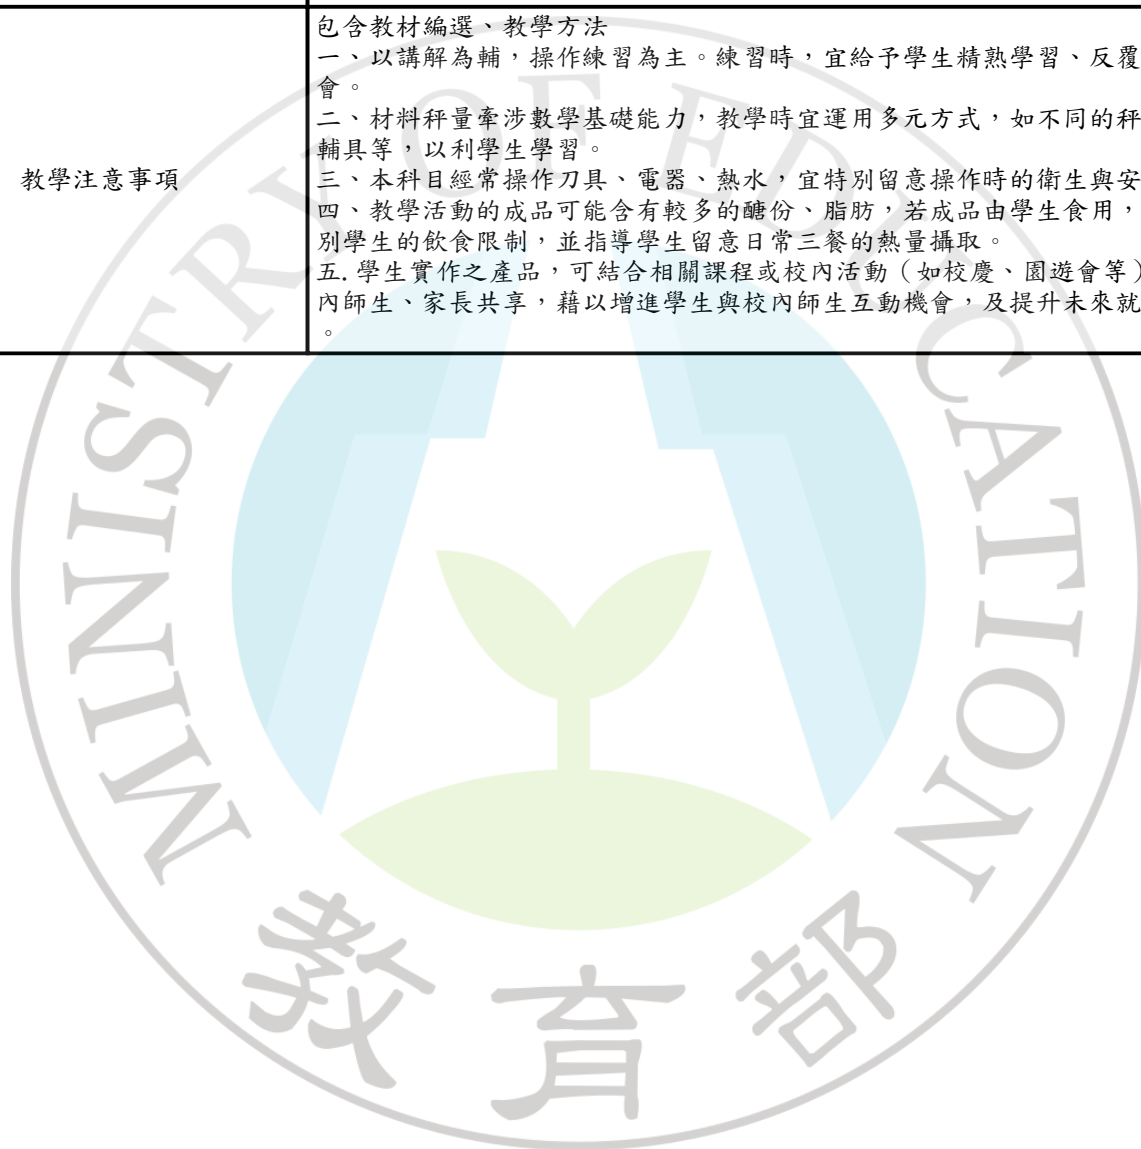 包含教材編選、教學方法
一、以講解為輔，操作練習為主。練習時，宜給予學生精熟學習、反覆
會。
二、材料秤量牽涉數學基礎能力，教學時宜運用多元方式，如不同的秤
輔具等，以利學生學習。
教學注意事項
三、本科目經常操作刀具、電器、熱水，宜特別留意操作時的衛生與安
四、教學活動的成品可能含有較多的醣份、脂肪，若成品由學生食用，
別學生的飲食限制，並指導學生留意日常三餐的熱量攝取。
五.學生實作之產品，可結合相關課程或校內活動（如校慶、園遊會等）
內師生、家長共享，藉以增進學生與校內師生互動機會，及提升未來就
。
MINISTRY OF EDUCATION
教育部